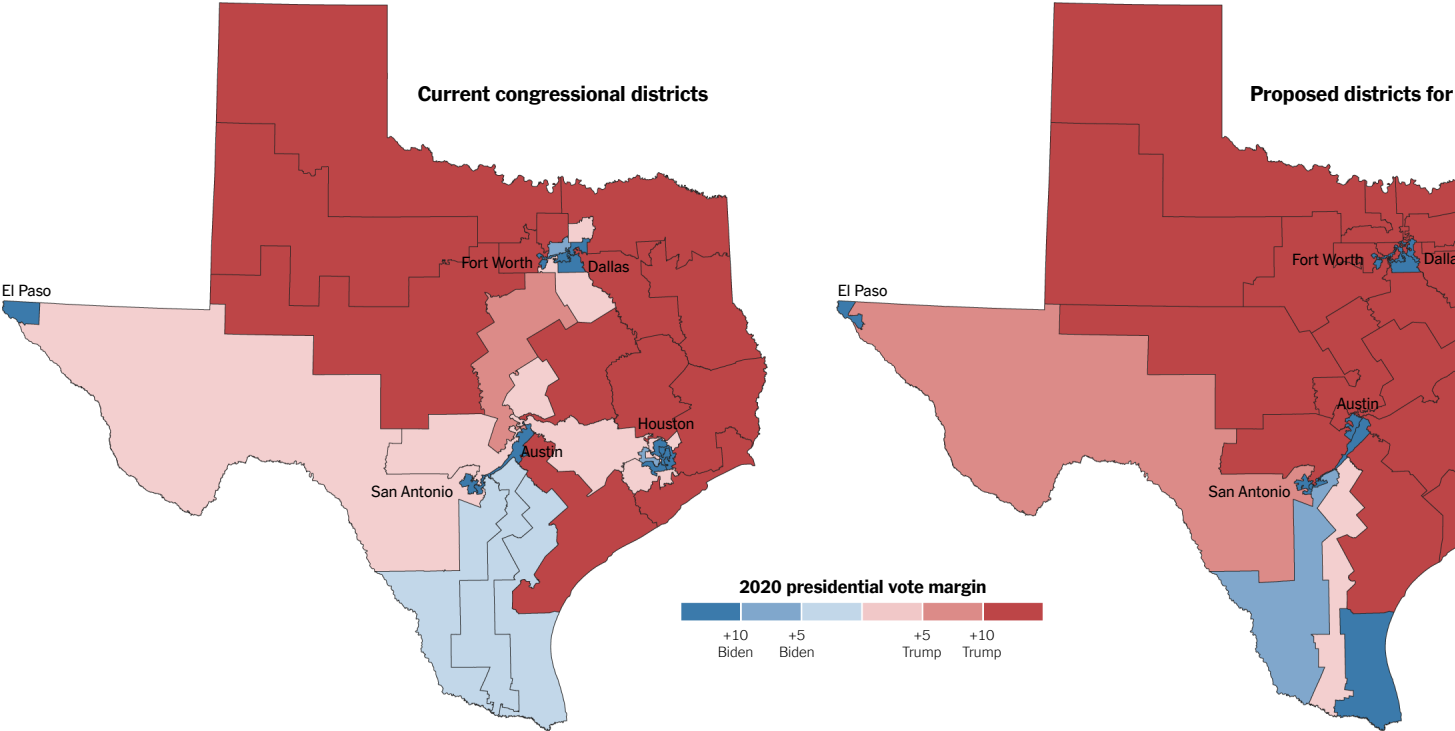 Current congressional districts
Proposed districts for
Fort Worth
Dallas
El Paso
Houston
Austin
San Antonio
Fort Worth
Dalla
El Paso
Austin
San Antonio
2020 presidential vote margin
+10
Biden
+5
Biden
+5
Trump
+10
Trump